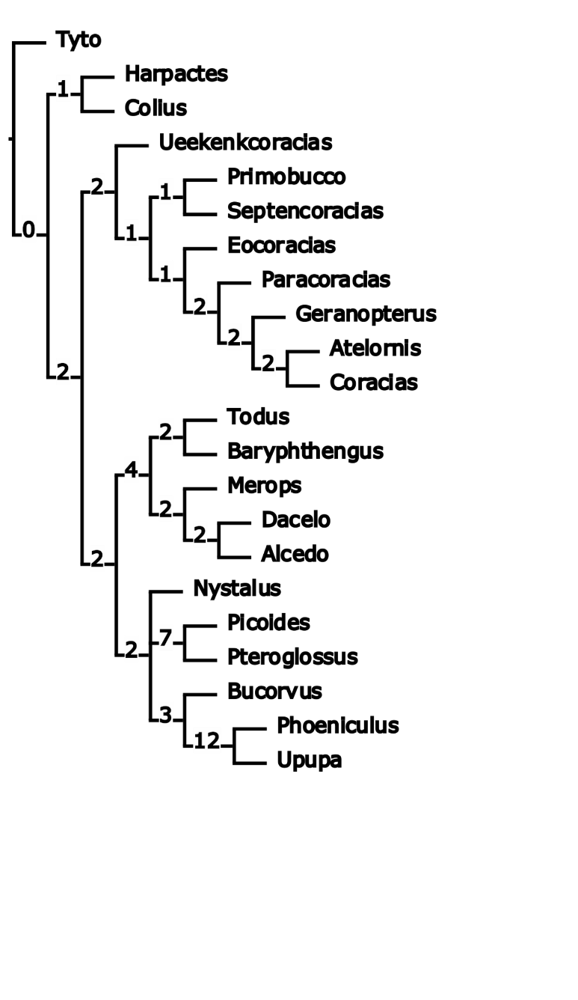 Tyto
Harpactes
1
Colius
Ueekenkcoracias
Primobucco
2
1
Septencoracias
0
1
Eocoracias
1
Paracoracias
2
Geranopterus
2
Atelornis
2
2
Coracias
Todus
2
Baryphthengus
4
Merops
2
Dacelo
2
Alcedo
2
Nystalus
Picoides
7
2
Pteroglossus
Bucorvus
3
Phoeniculus
12
Upupa